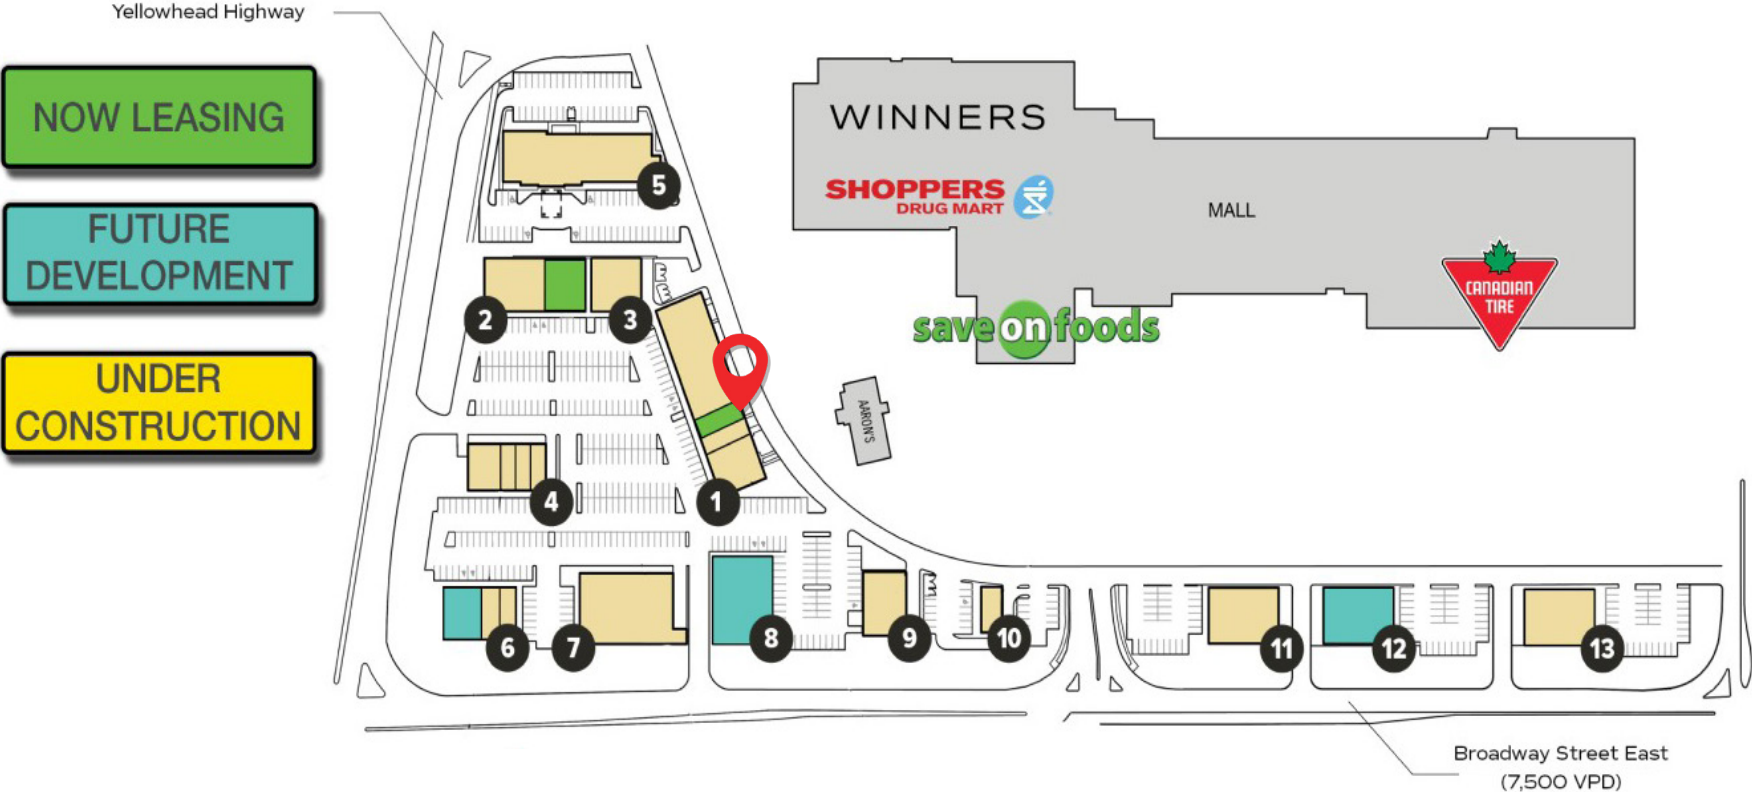 Yellowhead Highway
NOW LEASING
FUTURE
DEVELOPMENT
UNDER
CONSTRUCTION
WINNERS
SHOPPERS
DRUG MART
MALL
CANADIAN
TIRE
save on foods
AARON'S
5
2
3
4
1
6
7
8
9
10
11
12
13
Broadway Street East
(7,500 VPD)